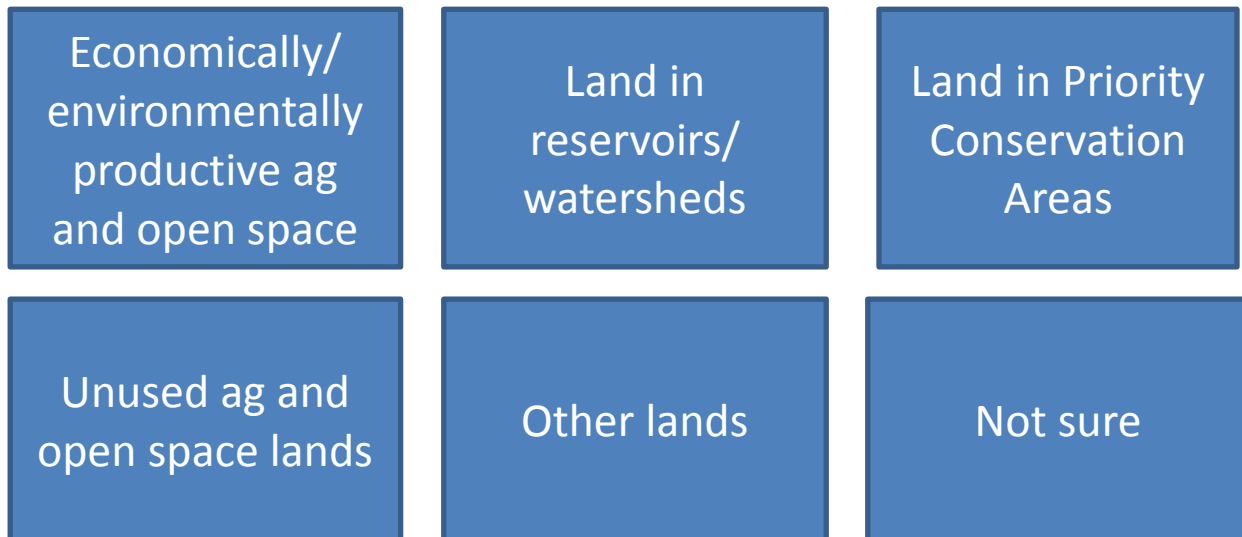 Economically/
environmentally
productive ag
and open space
Land in
reservoirs/
watersheds
Land in Priority
Conservation
Areas
Unused ag and
open space lands
Other lands
Not sure